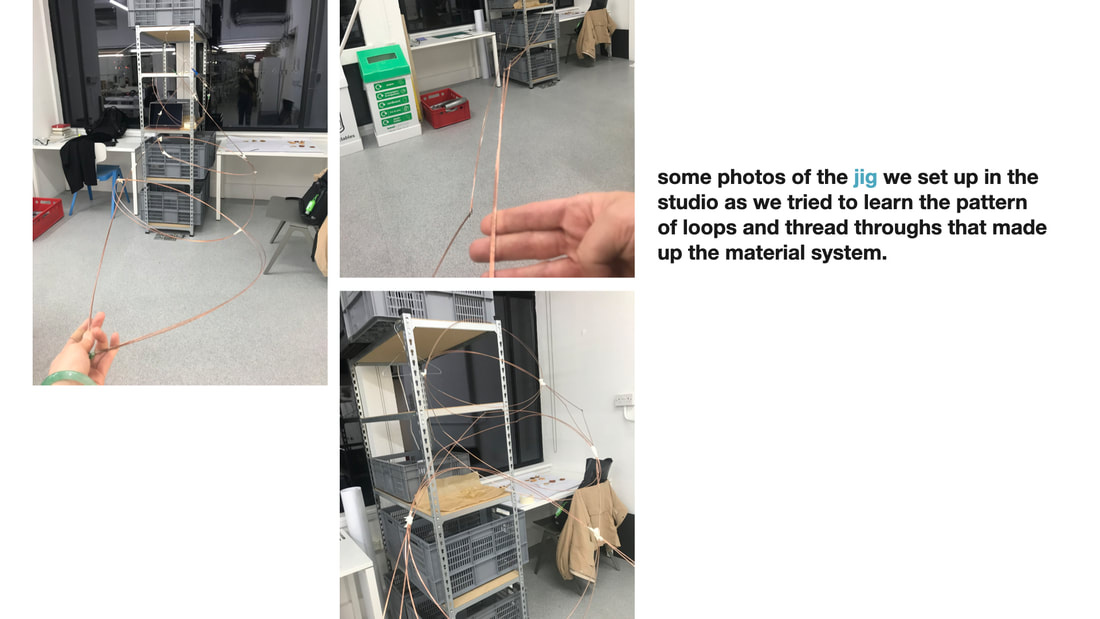 some photos of the jig we set up in the
studio as we tried to learn the pattern
of loops and thread throughs that made
up the material system.